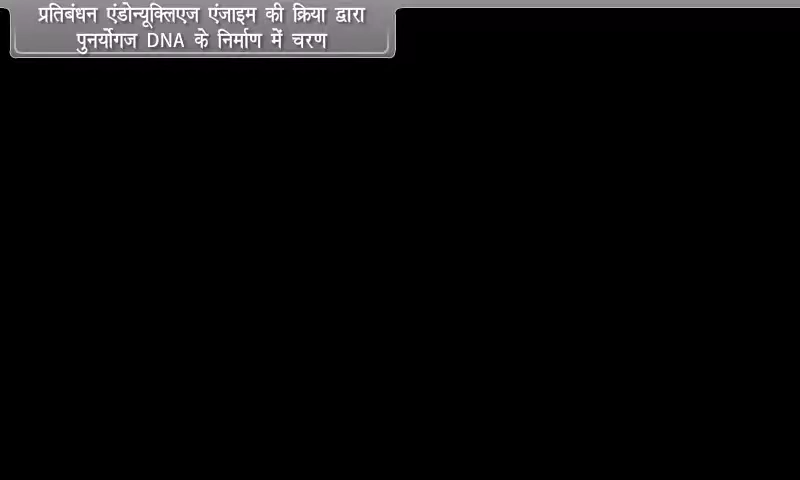 प्रतिबंधन एंडोन्यूक्लिएज एंजाइम की क्रिया द्वारा
पुनर्योगज DNA के निर्माण में चरण